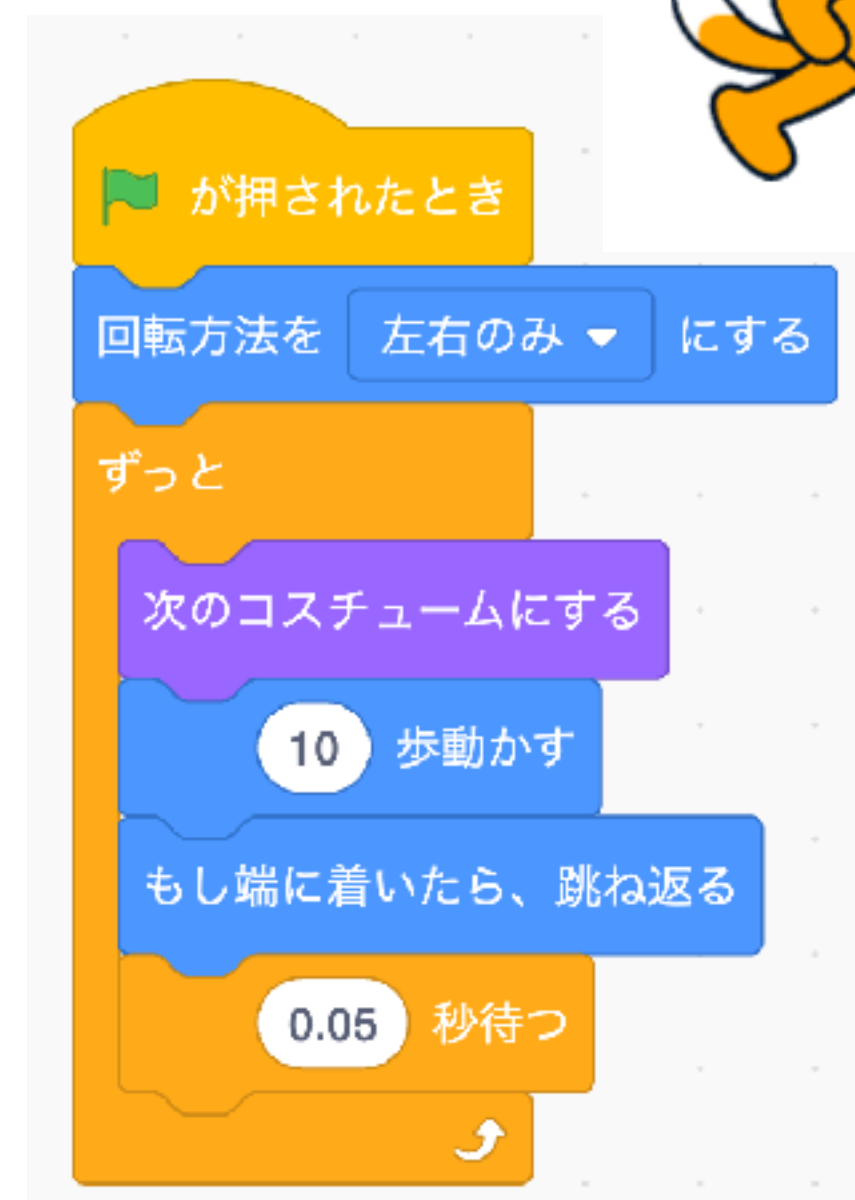 が押されたとき
回転方法を 左右のみ にする
ずっと
次のコスチュームにする
10 歩動かす
もし端に着いたら、跳ね返る
0.05 秒待つ